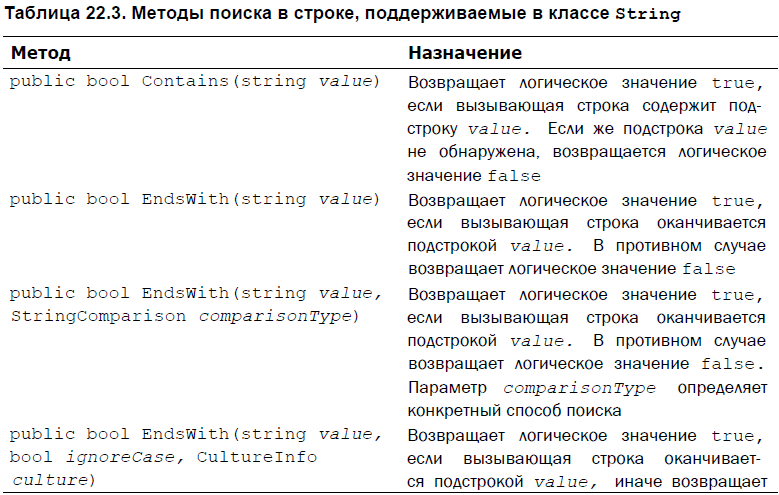 Таблица 22.3. Методы поиска в строке, поддерживаемые в классе String
Метод
Назначение
public bool Contains(string value)
Возвращает логическое значение true,
если вызывающая строка содержит под-
строку value. Если же подстрока value
не обнаружена, возвращается логическое
значение false
public bool EndsWith(string value)
Возвращает логическое значение true,
если вызывающая строка оканчивается
подстрокой value. В противном случае
возвращает логическое значение false
public bool EndsWith(string value,
StringComparison comparisonType)
Возвращает логическое значение true,
если вызывающая строка оканчивается
подстрокой value. В противном случае
возвращает логическое значение false.
Параметр comparisonType определяет
конкретный способ поиска
public bool EndsWith(string value,
bool ignoreCase, CultureInfo
culture)
Возвращает логическое значение true,
если вызывающая строка оканчивает-
ся подстрокой value, иначе возвращает